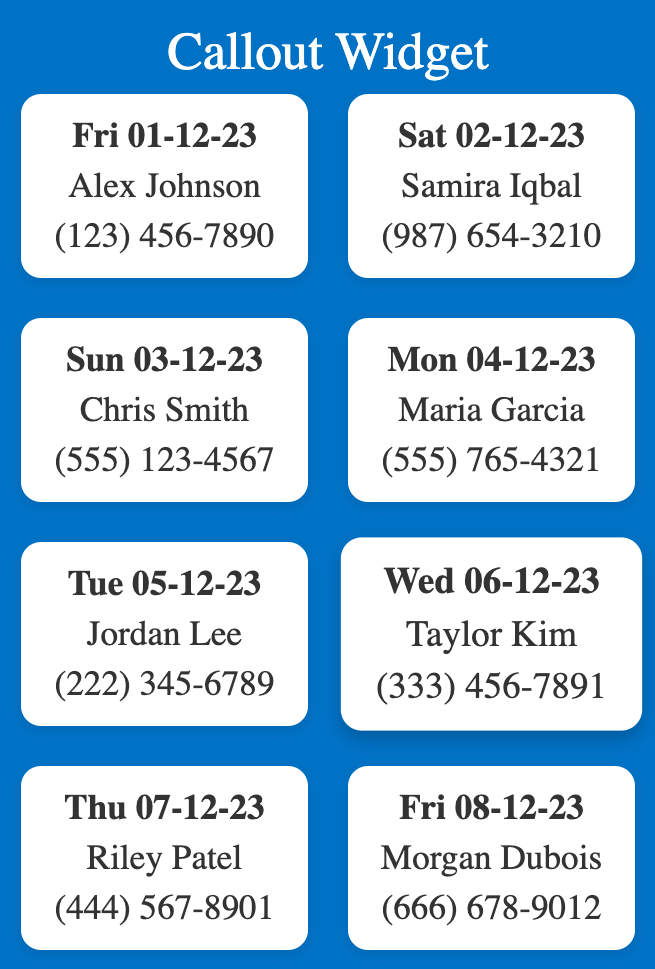 Callout Widget
Fri 01-12-23
Alex Johnson
(123) 456-7890
Sat 02-12-23
Samira Iqbal
(987) 654-3210
Sun 03-12-23
Chris Smith
(555) 123-4567
Mon 04-12-23
Maria Garcia
(555) 765-4321
Tue 05-12-23
Jordan Lee
(222) 345-6789
Wed 06-12-23
Taylor Kim
(333) 456-7891
Thu 07-12-23
Riley Patel
(444) 567-8901
Fri 08-12-23
Morgan Dubois
(666) 678-9012